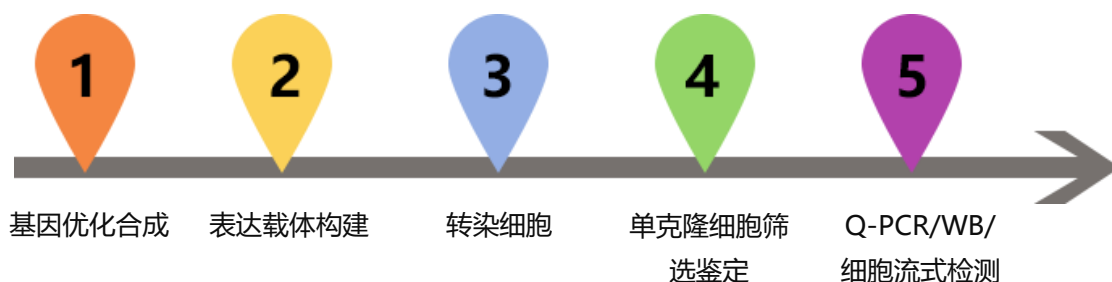 1
2
3
4
5
基因优化合成
表达载体构建
转染细胞
单克隆细胞筛
选鉴定
Q-PCR/WB/
细胞流式检测